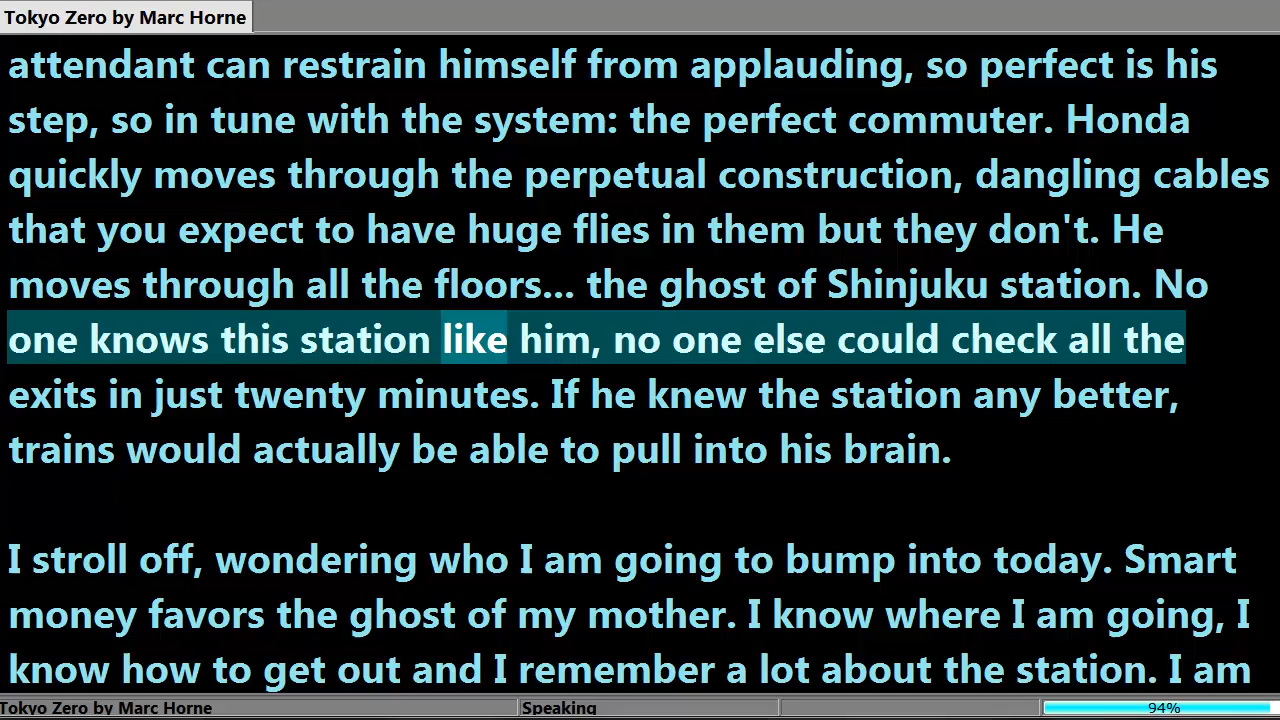 Tokyo Zero by Marc Horne
attendant can restrain himself from applauding, so perfect is his
step, so in tune with the system: the perfect commuter. Honda
quickly moves through the perpetual construction, dangling cables
that you expect to have huge flies in them but they don't. He
moves through all the floors... the ghost of Shinjuku station. No
one knows this station like him, no one else could check all the
exits in just twenty minutes. If he knew the station any better,
trains would actually be able to pull into his brain.
I stroll off, wondering who I am going to bump into today. Smart
money favors the ghost of my mother. I know where I am going, I
know how to get out and I remember a lot about the station. I am
Tokyo Zero by Marc Horne Speaking 94%